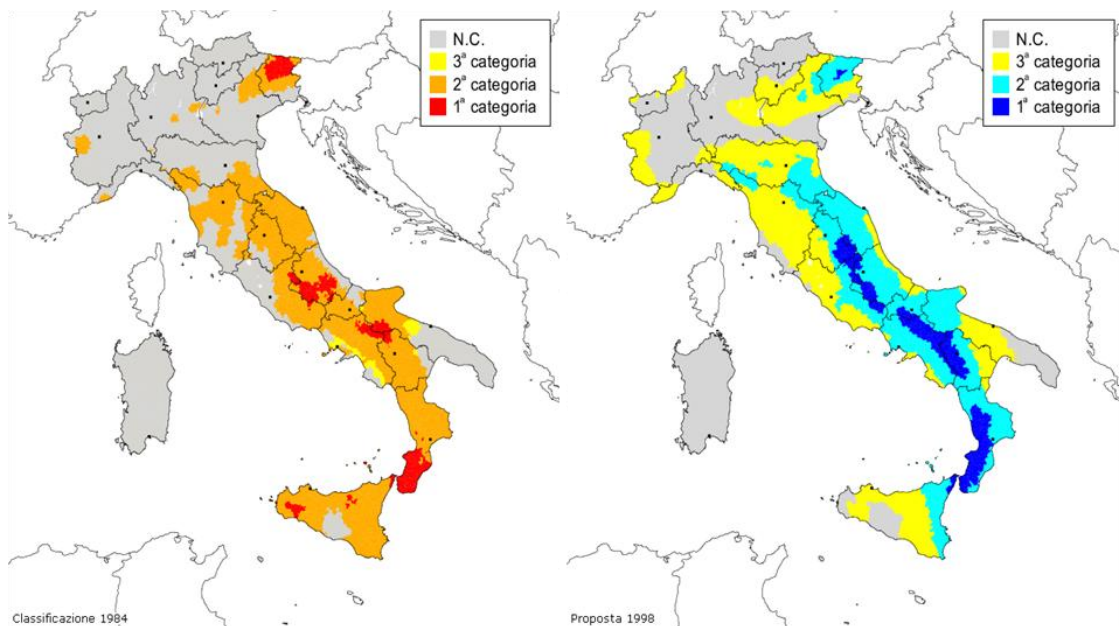 N.C.
3ª categoria
2ª categoria
1ª categoria
Classificazione 1984
N.C.
3ª categoria
2ª categoria
1ª categoria
Proposta 1998